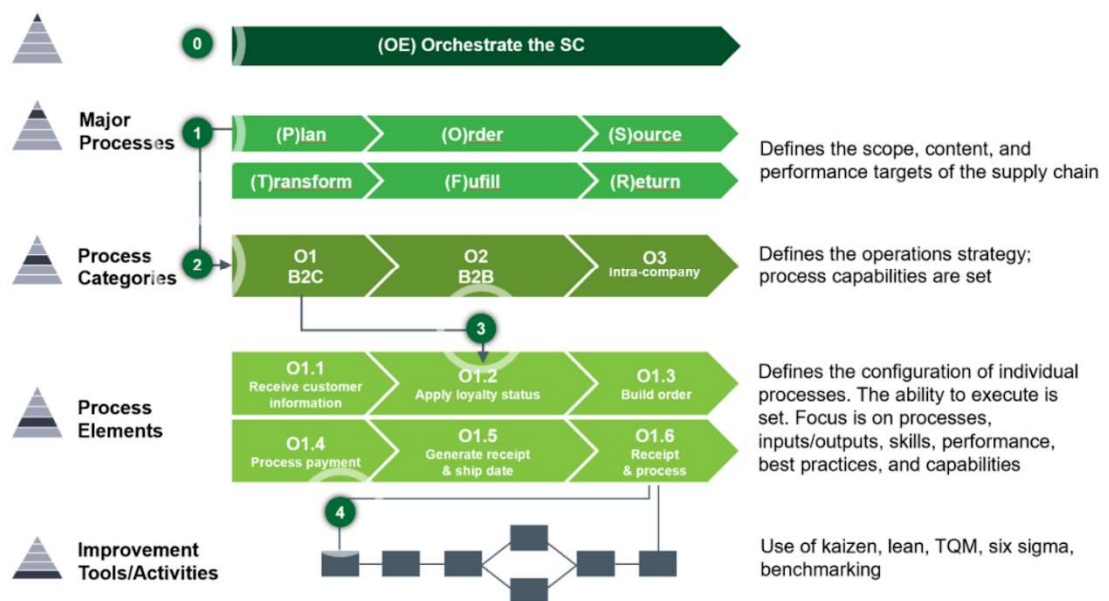 0
(OE) Orchestrate the SC
Major
Processes
1
(P)lan
(O)rder
(S)ource
(T)ransform
(F)ufill
(R)eturn
Defines the scope, content, and
performance targets of the supply chain
Process
Categories
2
O1
B2C
O2
B2B
O3
Intra-company
Defines the operations strategy;
process capabilities are set
3
Process
Elements
O1.1
Receive customer
information
O1.2
Apply loyalty status
O1.3
Build order
O1.4
Process payment
O1.5
Generate receipt
& ship date
O1.6
Receipt
& process
Defines the configuration of individual
processes. The ability to execute is
set. Focus is on processes,
inputs/outputs, skills, performance,
best practices, and capabilities
4
Improvement
Tools/Activities
Use of kaizen, lean, TQM, six sigma,
benchmarking